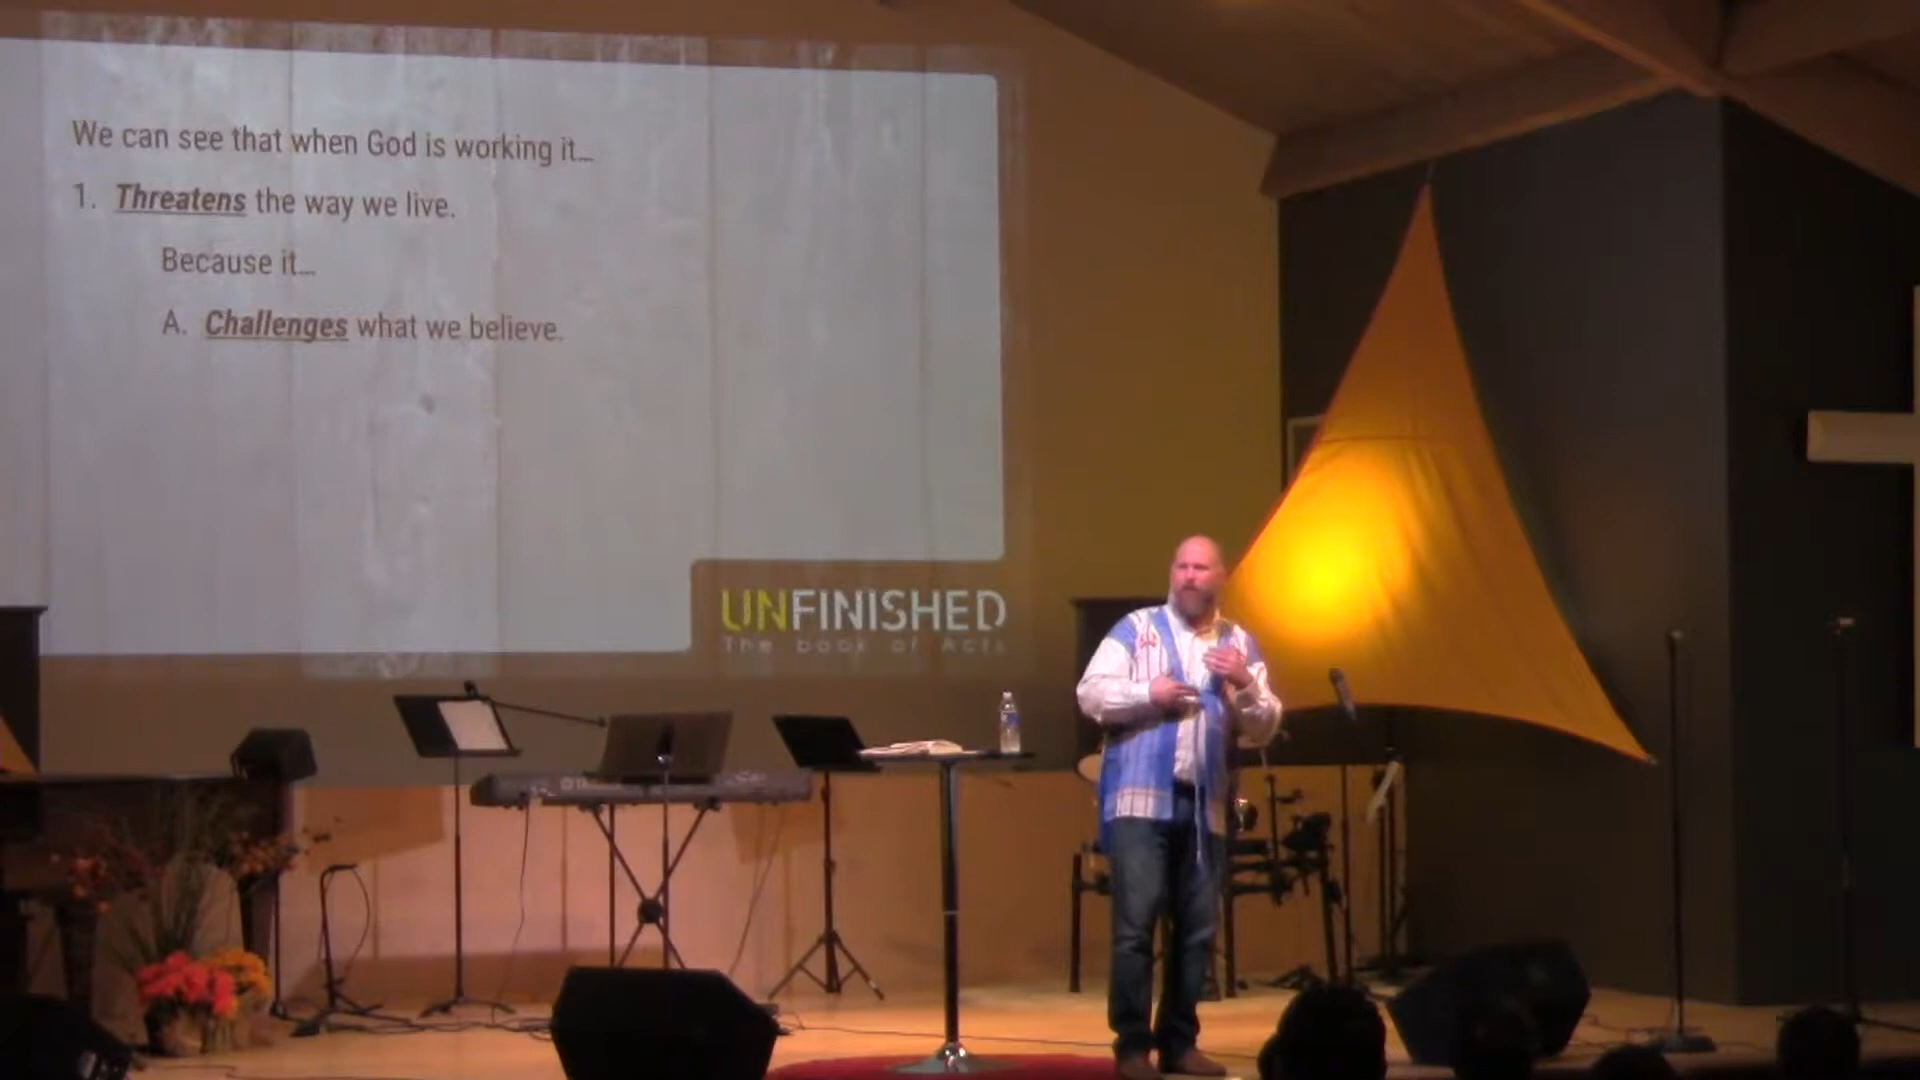 We can see that when God is working it...
1. Threatens the way we live.
Because it...
A. Challenges what we believe.
UNFINISHED
The book of Acts